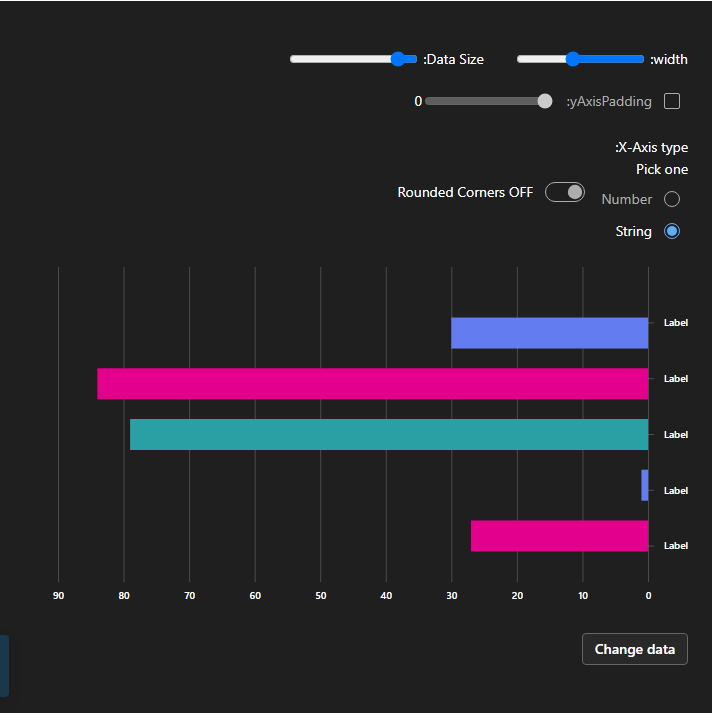 :Data Size
:width
0
:yAxisPadding
:X-Axis type
Pick one
Rounded Corners OFF
Number
String
Label
Label
Label
Label
Label
90 80 70 60 50 40 30 20 10 0
Change data